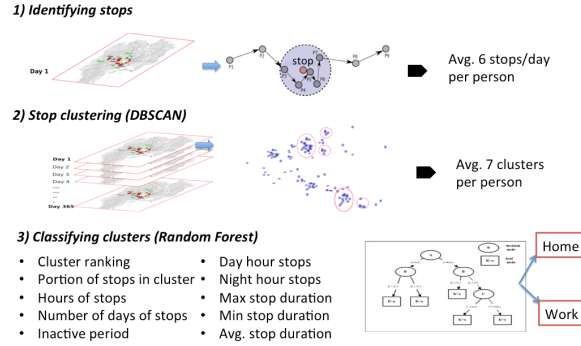 1) Identifying stops
Day 1
stop
P1
P2
P7
P8
P9
Avg. 6 stops/day
per person
2) Stop clustering (DBSCAN)
Day 1
Day 2
Day 3
Day 4
Day 365
Avg. 7 clusters
per person
3) Classifying clusters (Random Forest)
• Cluster ranking
• Portion of stops in cluster
• Hours of stops
• Number of days of stops
• Inactive period
• Day hour stops
• Night hour stops
• Max stop duration
• Min stop duration
• Avg. stop duration
Home
Work